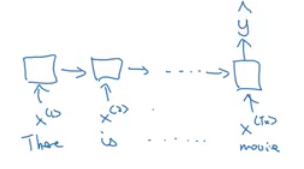 ŷ
x<1> x<2> ..... x<Tx>
There is ...... movie